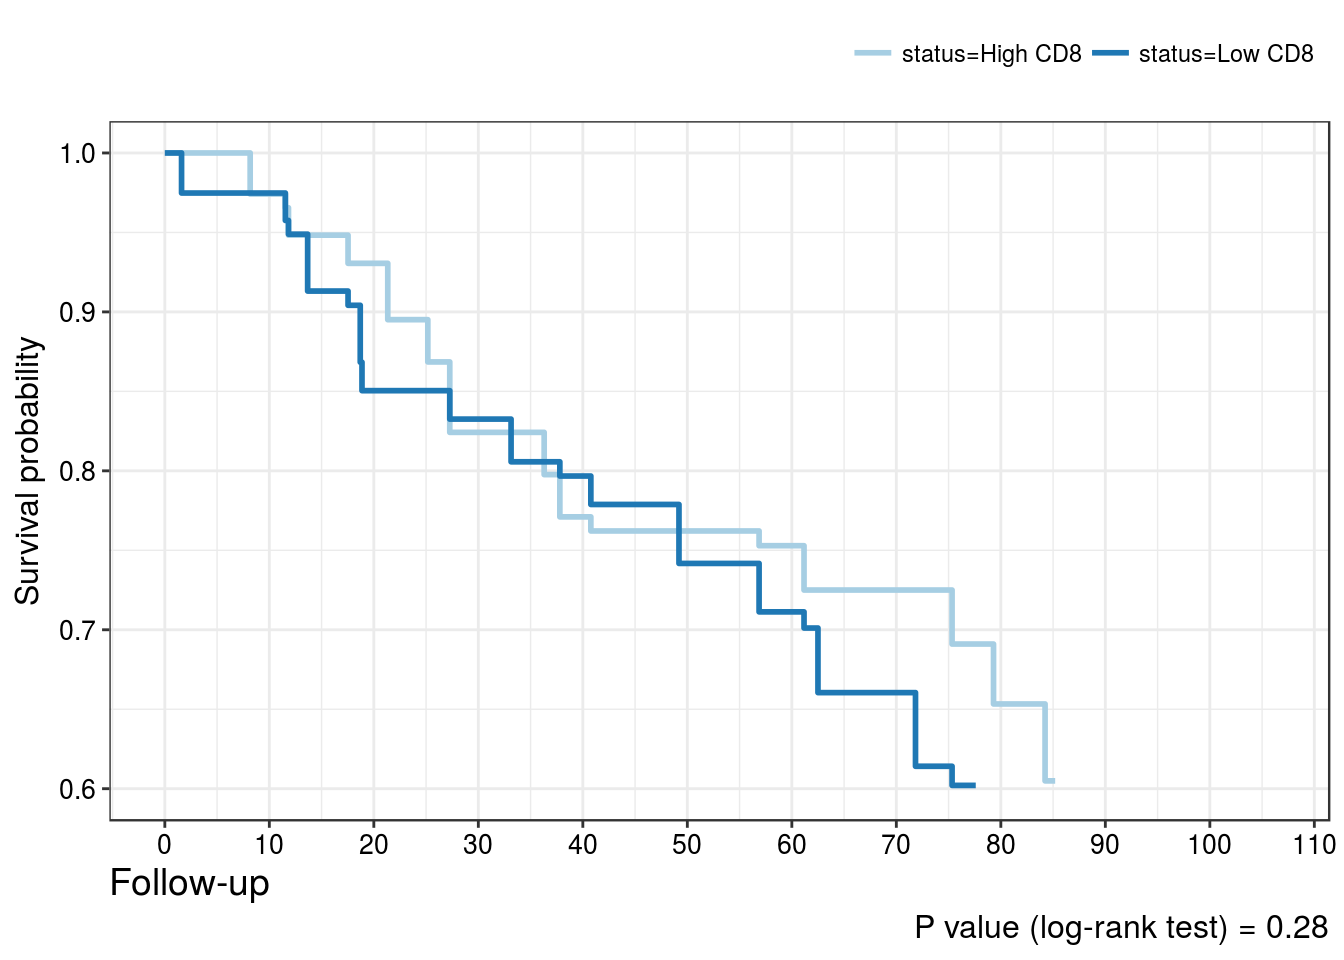 status=High CD8 status=Low CD8
Survival probability
1.0
0.9
0.8
0.7
0.6
0 10 20 30 40 50 60 70 80 90 100 110
Follow-up
P value (log-rank test) = 0.28